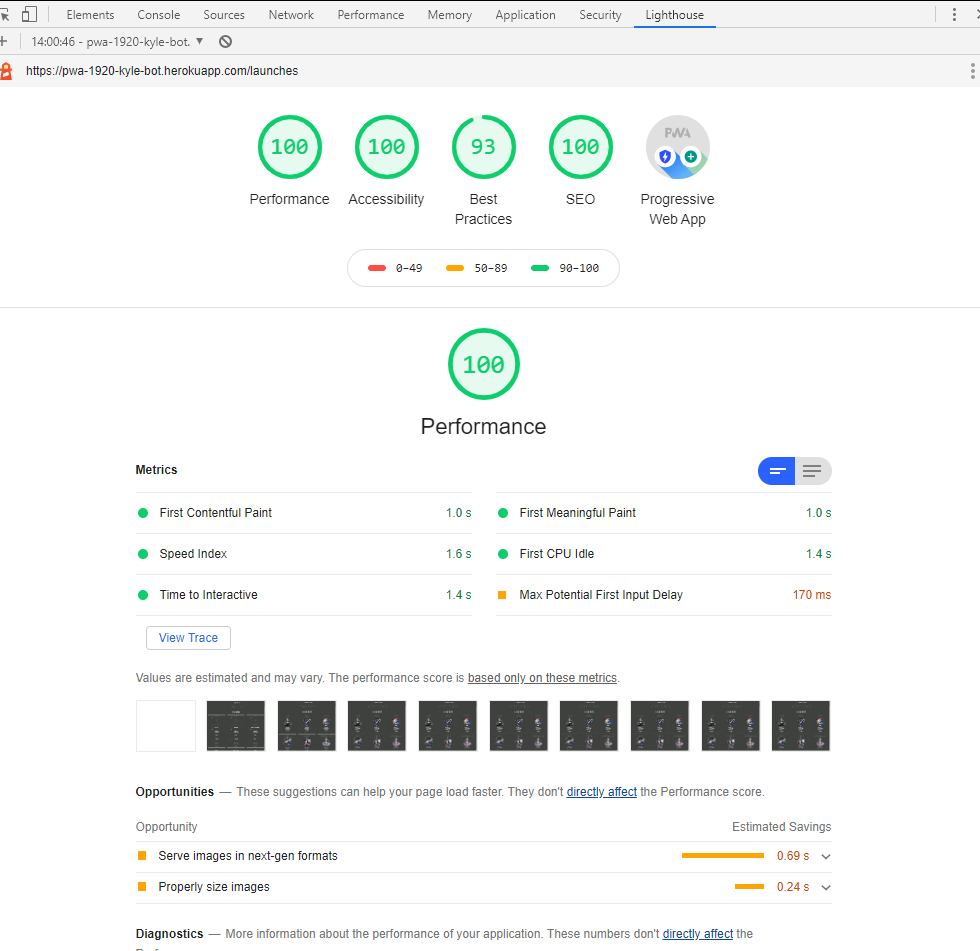 Elements Console Sources Network Performance Memory Application Security Lighthouse
14:00:46 - pwa-1920-kyle-bot.
https://pwa-1920-kyle-bot.herokuapp.com/launches
100 100 93 100 PWA
Performance Accessibility Best Practices SEO Progressive Web App
0–49 50–89 90–100
100
Performance
Metrics
First Contentful Paint 1.0 s First Meaningful Paint 1.0 s
Speed Index 1.6 s First CPU Idle 1.4 s
Time to Interactive 1.4 s Max Potential First Input Delay 170 ms
View Trace
Values are estimated and may vary. The performance score is based only on these metrics.
Opportunities — These suggestions can help your page load faster. They don't directly affect the Performance score.
Opportunity Estimated Savings
Serve images in next-gen formats 0.69 s
Properly size images 0.24 s
Diagnostics — More information about the performance of your application. These numbers don't directly affect the